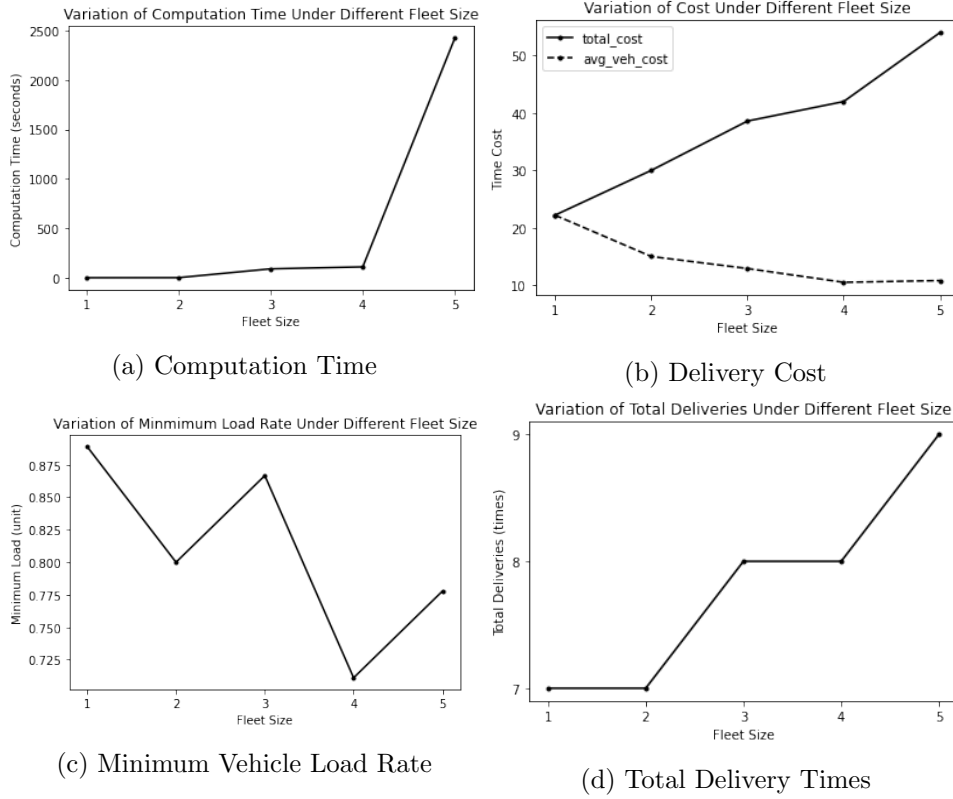 Variation of Computation Time Under Different Fleet Size
2500
2000
1500
1000
500
0
Computation Time (seconds)
1 2 3 4 5
Fleet Size
(a) Computation Time
Variation of Cost Under Different Fleet Size
total_cost
avg_veh_cost
50
40
30
20
10
Time Cost
1 2 3 4 5
Fleet Size
(b) Delivery Cost
Variation of Minmimum Load Rate Under Different Fleet Size
0.875
0.850
0.825
0.800
0.775
0.750
0.725
Minimum Load (unit)
1 2 3 4 5
Fleet Size
(c) Minimum Vehicle Load Rate
Variation of Total Deliveries Under Different Fleet Size
9
8
7
Total Deliveries (times)
1 2 3 4 5
Fleet Size
(d) Total Delivery Times